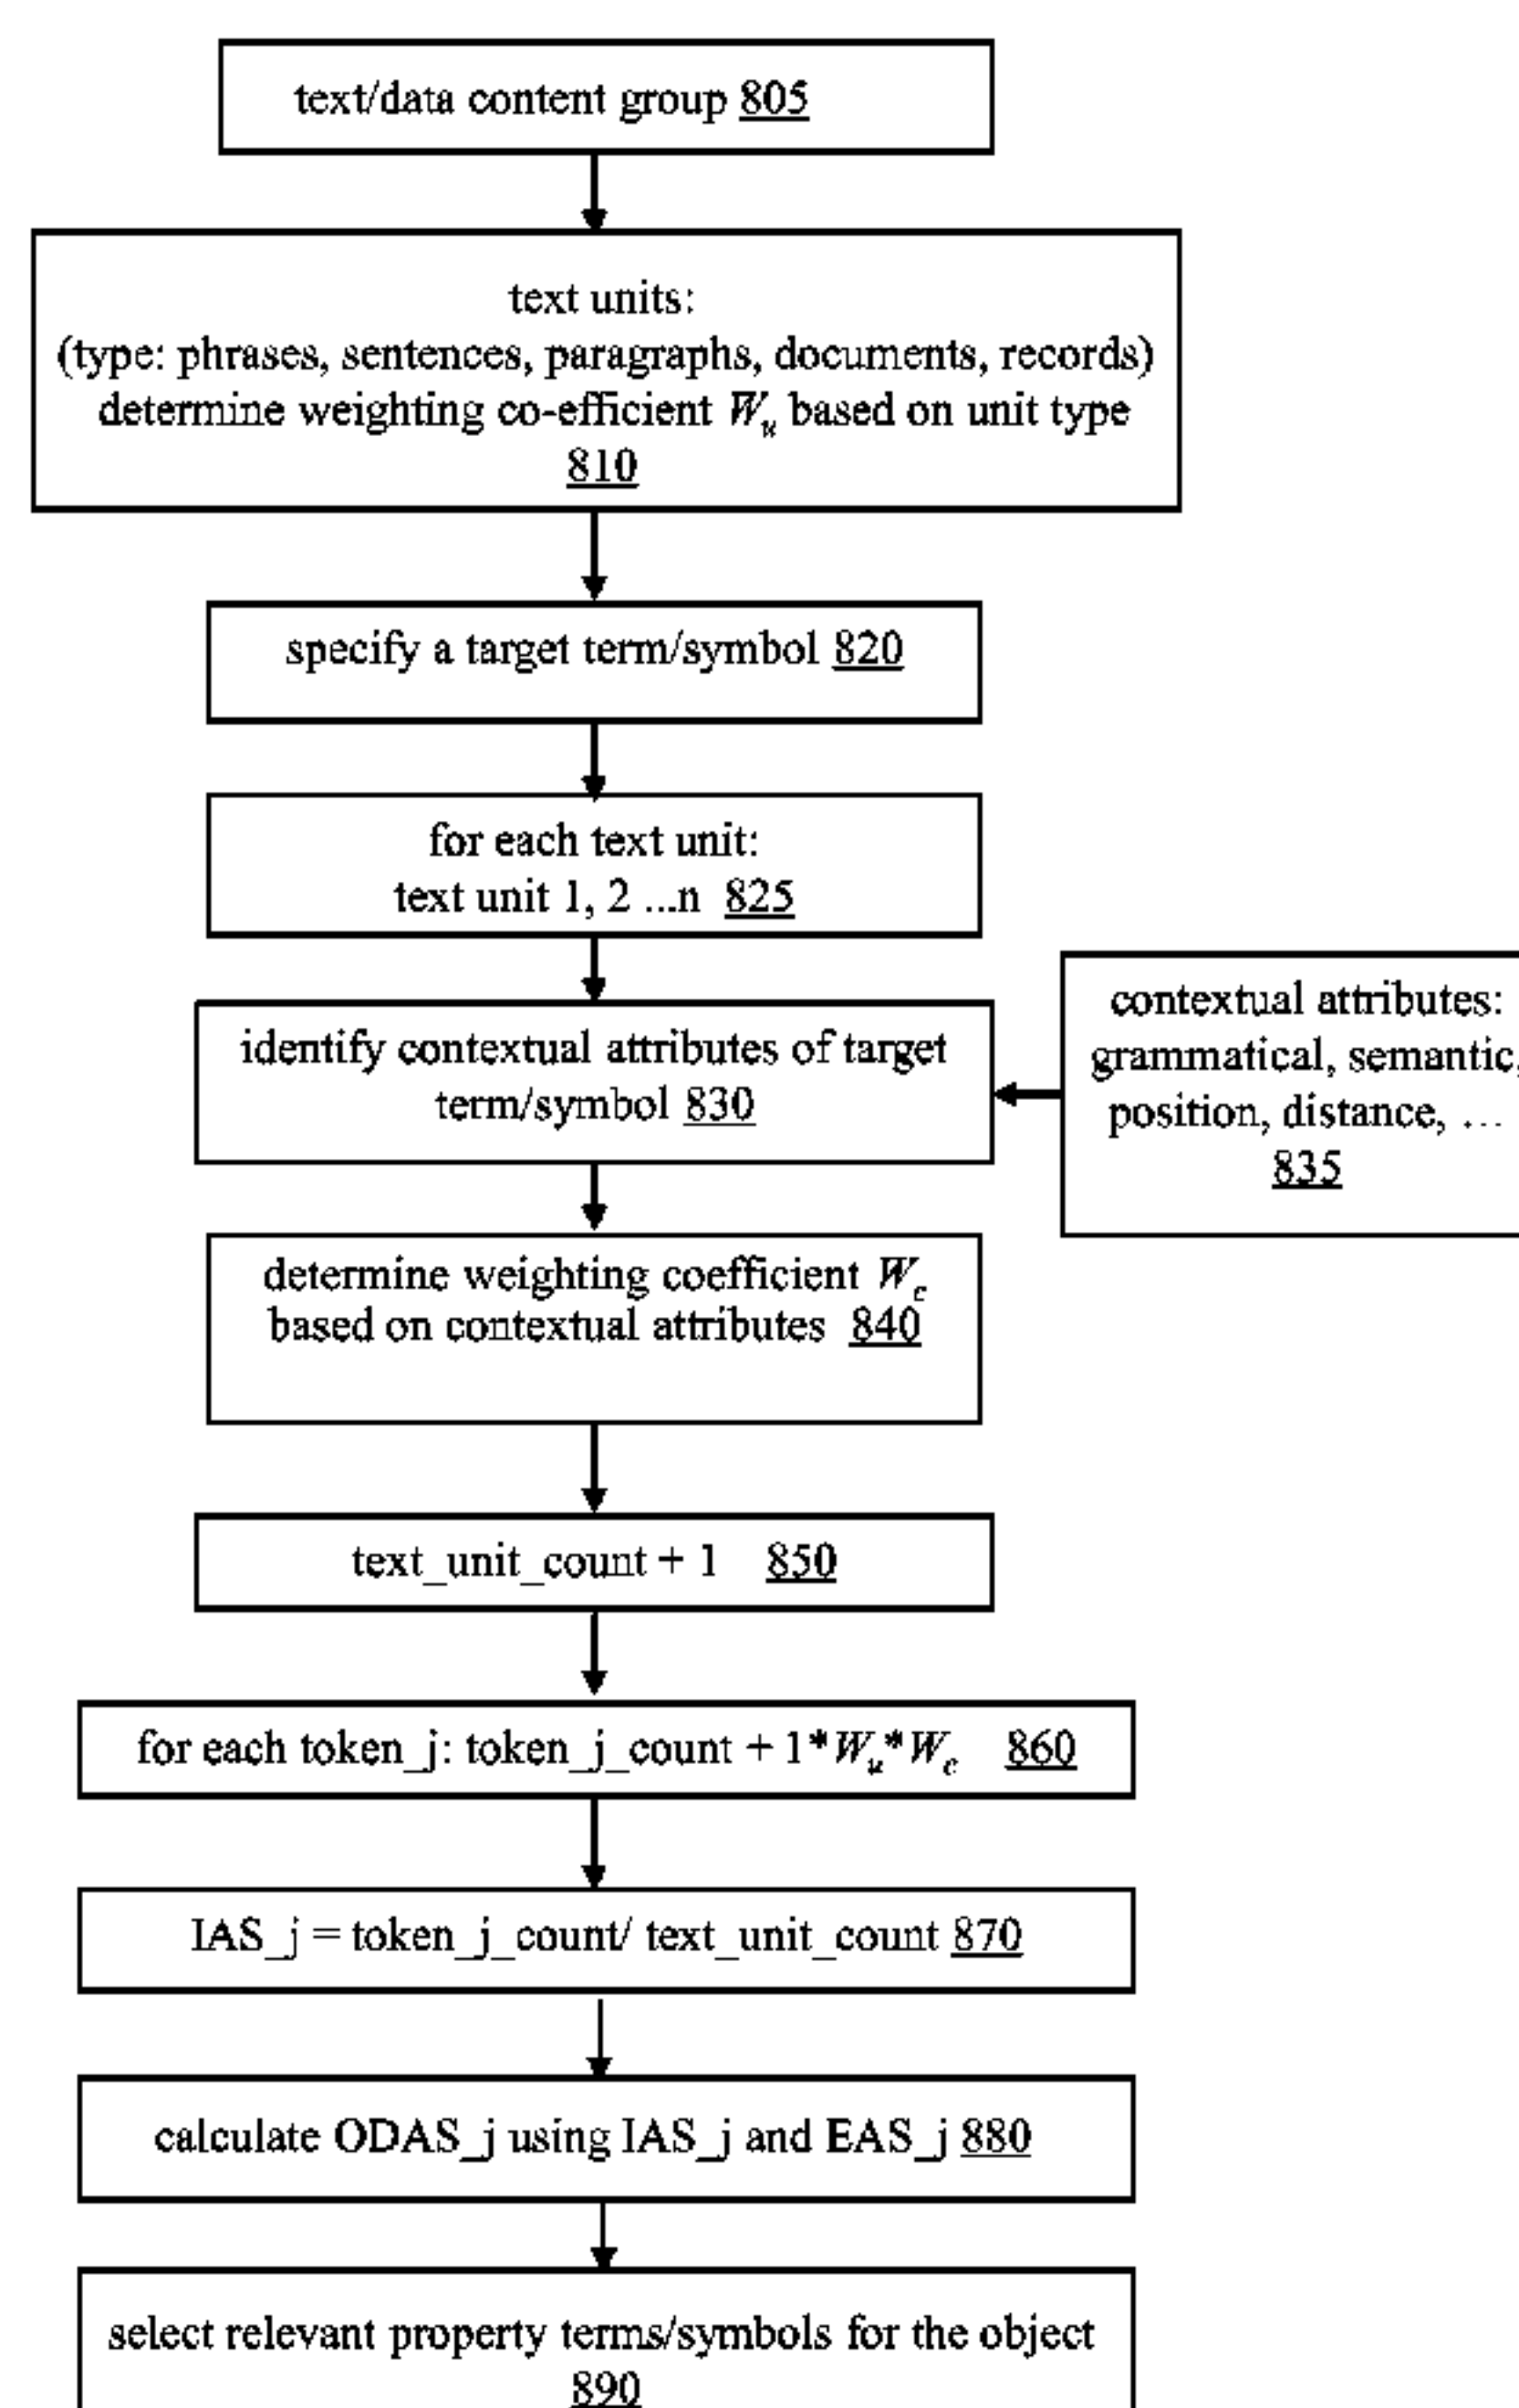 text/data content group 805
text units:
(type: phrases, sentences, paragraphs, documents, records)
determine weighting co-efficient Wu based on unit type
810
specify a target term/symbol 820
for each text unit:
text unit 1, 2 ...n 825
identify contextual attributes of target
term/symbol 830
contextual attributes:
grammatical, semantic,
position, distance, ...
835
determine weighting coefficient Wc
based on contextual attributes 840
text_unit_count + 1 850
for each token_j: token_j_count + 1*Wu*Wc 860
IAS_j = token_j_count/ text_unit_count 870
calculate ODAS_j using IAS_j and EAS_j 880
select relevant property terms/symbols for the object
890